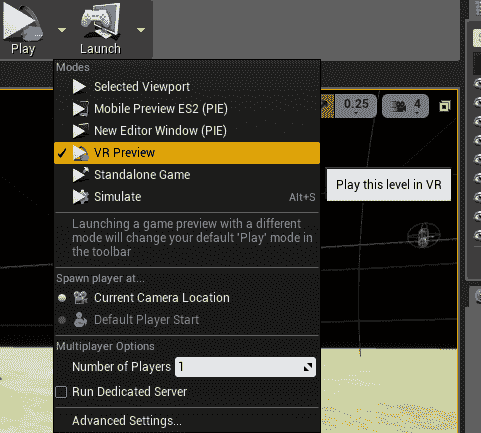 Play
Launch
Modes
Selected Viewport
0.25
4
Mobile Preview ES2 (PIE)
New Editor Window (PIE)
VR Preview
Standalone Game
Play this level in VR
Simulate Alt+S
Launching a game preview with a different
mode will change your default 'Play' mode in
the toolbar
Spawn player at...
Current Camera Location
Default Player Start
Multiplayer Options
Number of Players 1
Run Dedicated Server
Advanced Settings...